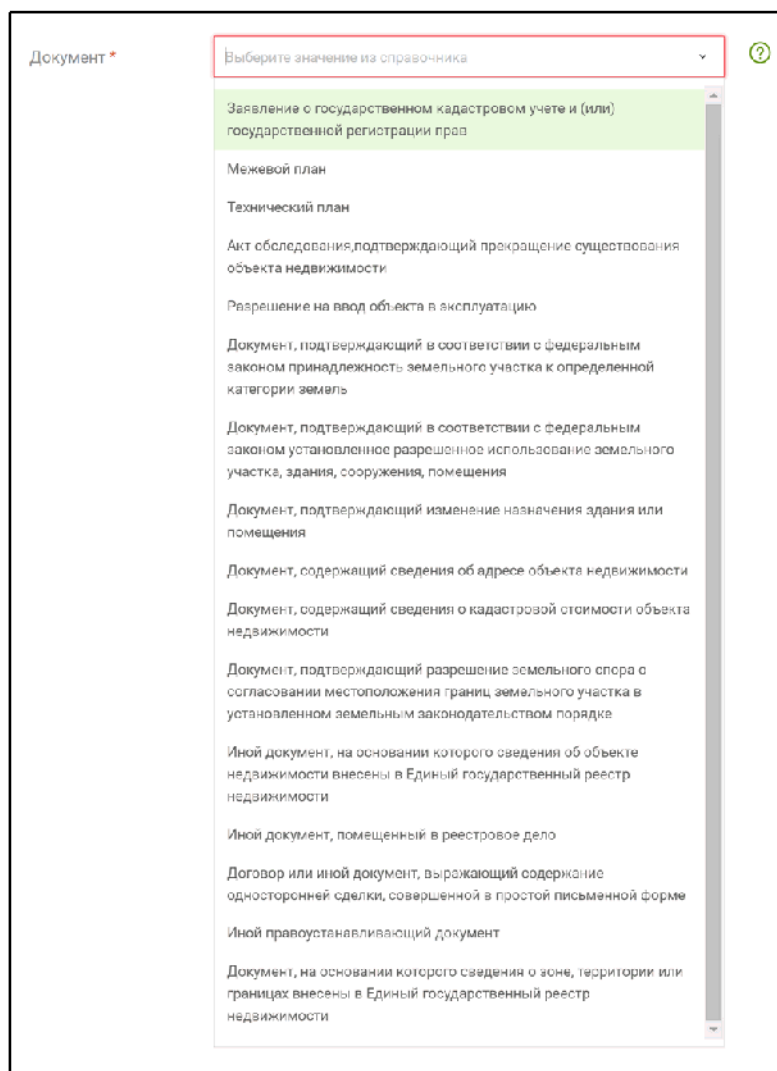 Документ * Выберите значение из справочника
Заявление о государственном кадастровом учете и (или)
государственной регистрации прав
Межевой план
Технический план
Акт обследования,подтверждающий прекращение существования
объекта недвижимости
Разрешение на ввод объекта в эксплуатацию
Документ, подтверждающий в соответствии с федеральным
законом принадлежность земельного участка к определенной
категории земель
Документ, подтверждающий в соответствии с федеральным
законом установленное разрешенное использование земельного
участка, здания, сооружения, помещения
Документ, подтверждающий изменение назначения здания или
помещения
Документ, содержащий сведения об адресе объекта недвижимости
Документ, содержащий сведения о кадастровой стоимости объекта
недвижимости
Документ, подтверждающий разрешение земельного спора о
согласовании местоположения границ земельного участка в
установленном земельным законодательством порядке
Иной документ, на основании которого сведения об объекте
недвижимости внесены в Единый государственный реестр
недвижимости
Иной документ, помещенный в реестровое дело
Договор или иной документ, выражающий содержание
односторонней сделки, совершенной в простой письменной форме
Иной правоустанавливающий документ
Документ, на основании которого сведения о зоне, территории или
границах внесены в Единый государственный реестр
недвижимости